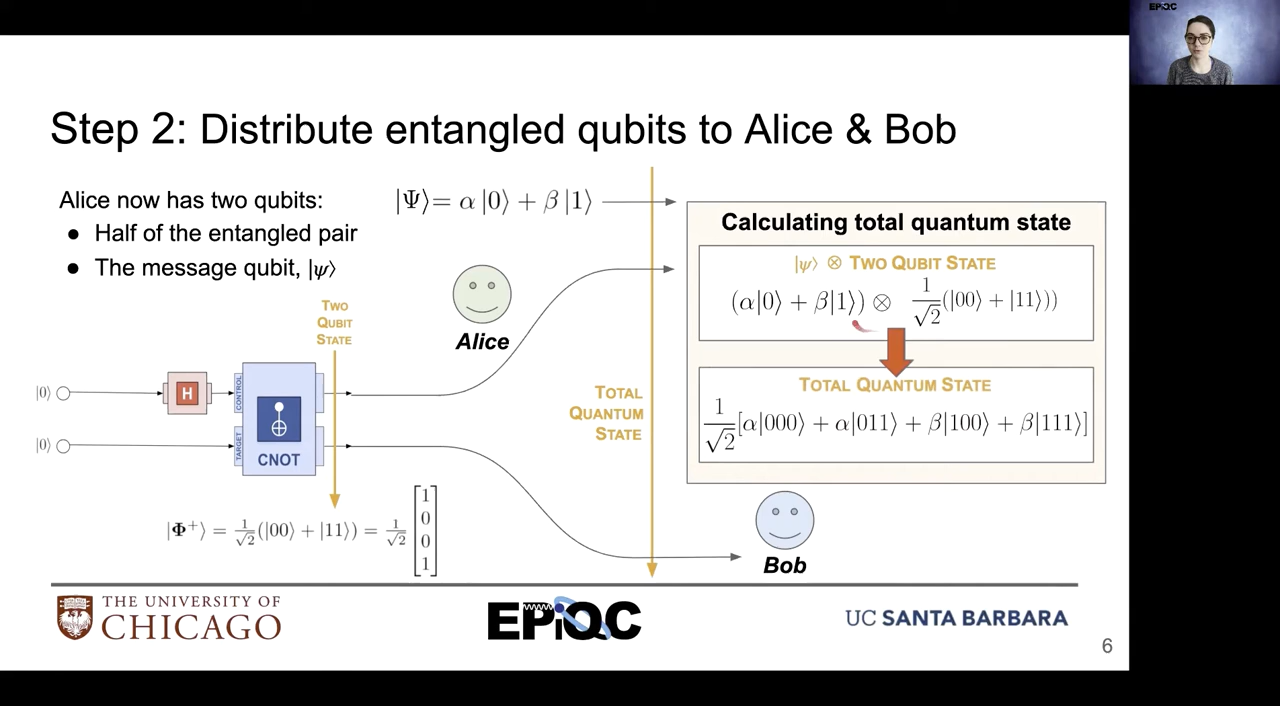 EPiQC
Step 2: Distribute entangled qubits to Alice & Bob
Alice now has two qubits:
● Half of the entangled pair
● The message qubit, |ψ⟩
|Ψ⟩= α|0⟩ + β|1⟩
Alice
TWO
QUBIT
STATE
|0⟩
H
CONTROL
|0⟩
TARGET
CNOT
|Φ⁺⟩ = 1/√2(|00⟩ + |11⟩) = 1/√2 [1 0 0 1]
TOTAL
QUANTUM
STATE
Calculating total quantum state
|ψ⟩ ⊗ TWO QUBIT STATE
(α|0⟩ + β|1⟩) ⊗ 1/√2(|00⟩ + |11⟩))
TOTAL QUANTUM STATE
1/√2[α|000⟩ + α|011⟩ + β|100⟩ + β|111⟩]
Bob
THE UNIVERSITY OF
CHICAGO
EPiQC
UC SANTA BARBARA
6